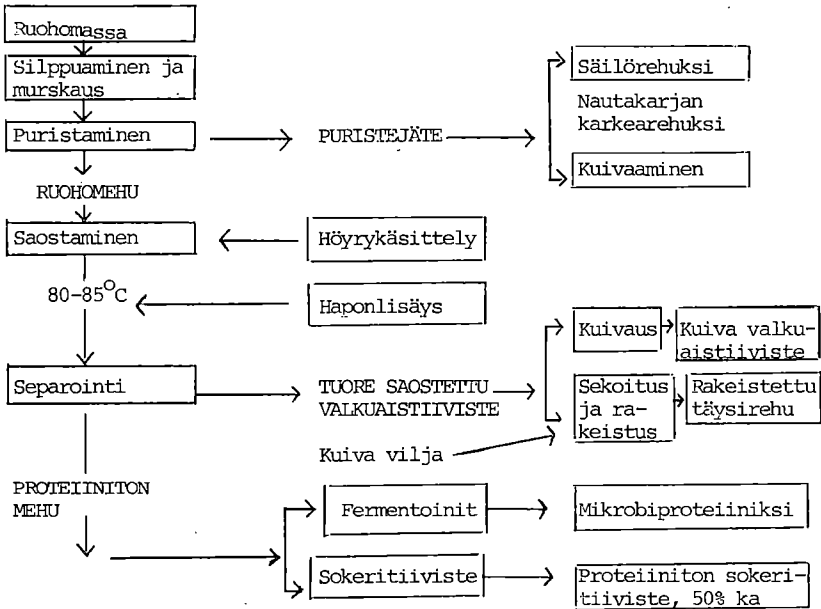 Ruohomassa
Silppuaminen ja
murskaus
Puristaminen
PURISTEJÄTE
Säilörehuksi
Nautakarjan
karkearehuksi
Kuivaaminen
RUOHOMEHU
Saostaminen
Höyrykäsittely
80-85°C
Haponlisäys
Separointi
TUORE SAOSTETTU
VALKUAISTIIVISTE
Kuivaus
Kuiva valku-
aistiiviste
Sekoitus
ja ra-
keistus
Rakeistettu
täysirehu
Kuiva vilja
PROTEIINITON
MEHU
Fermentoinit
Mikrobiproteiiniksi
Sokeritiiviste
Proteiiniton sokeri-
tiiviste, 50% ka